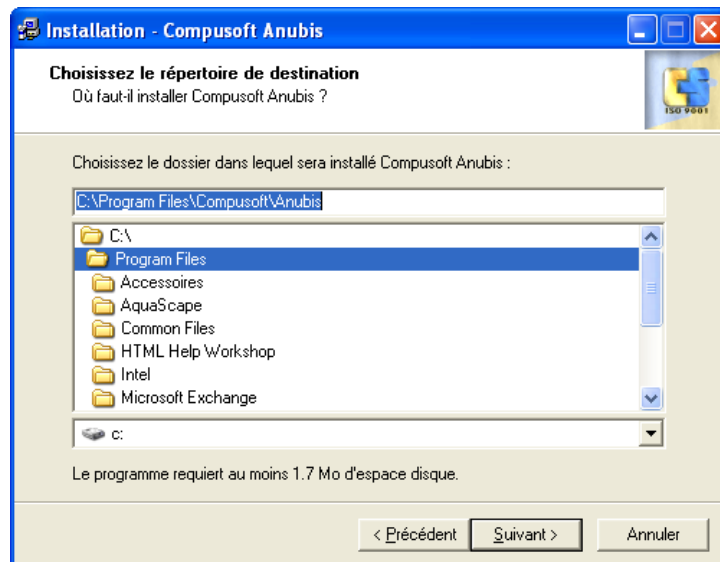 Installation - Compusoft Anubis
Choisissez le répertoire de destination
Où faut-il installer Compusoft Anubis ?
ISO 9001
Choisissez le dossier dans lequel sera installé Compusoft Anubis :
C:\Program Files\Compusoft\Anubis
C:\
Program Files
Accessoires
AquaScape
Common Files
HTML Help Workshop
Intel
Microsoft Exchange
c:
Le programme requiert au moins 1.7 Mo d'espace disque.
< Précédent Suivant > Annuler